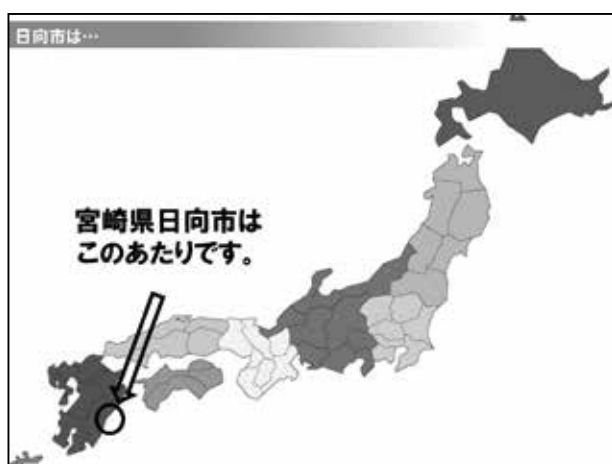 日向市は…
宮崎県日向市は
このあたりです。